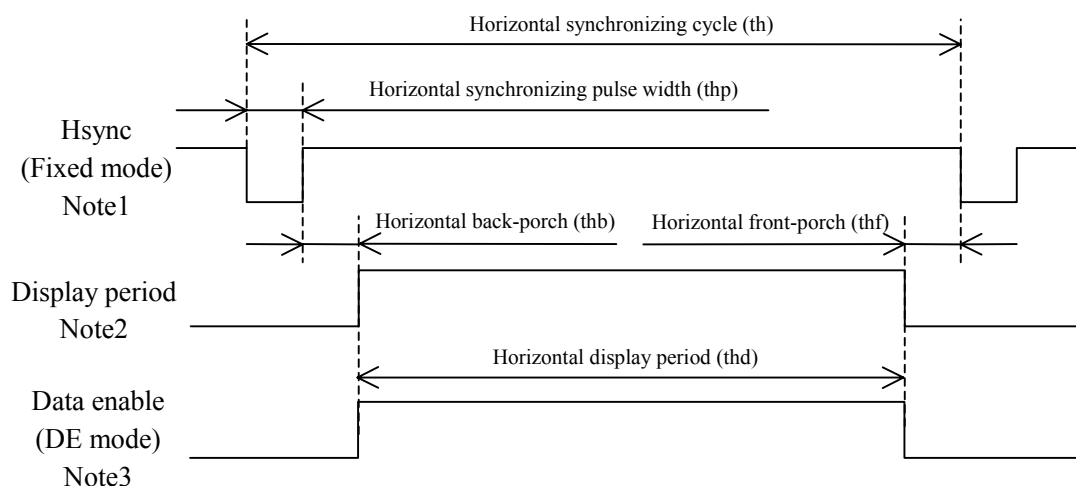 Horizontal synchronizing cycle (th)
Horizontal synchronizing pulse width (thp)
Hsync
(Fixed mode)
Note1
Horizontal back-porch (thb)
Horizontal front-porch (thf)
Display period
Note2
Horizontal display period (thd)
Data enable
(DE mode)
Note3